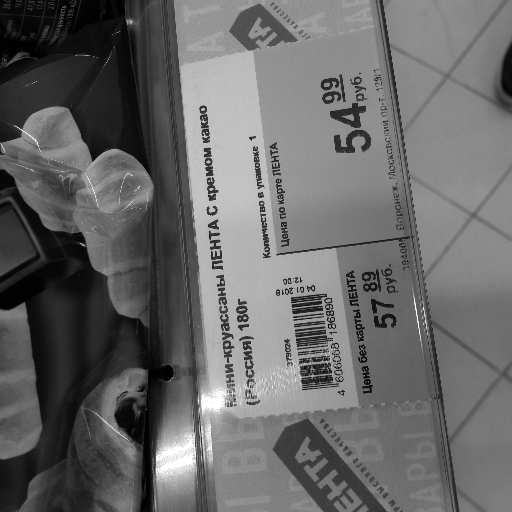 Мини-круассаны ЛЕНТА С кремом какао
(Россия) 180г
Количество в упаковке 1
Цена по карте ЛЕНТА
54 99 руб.
379024
04.01.2018
12:00
4 606068 186890
Цена без карты ЛЕНТА
57 89 руб.
394005, Воронеж, Московский пр-т, 129/1
ЛЕНТА